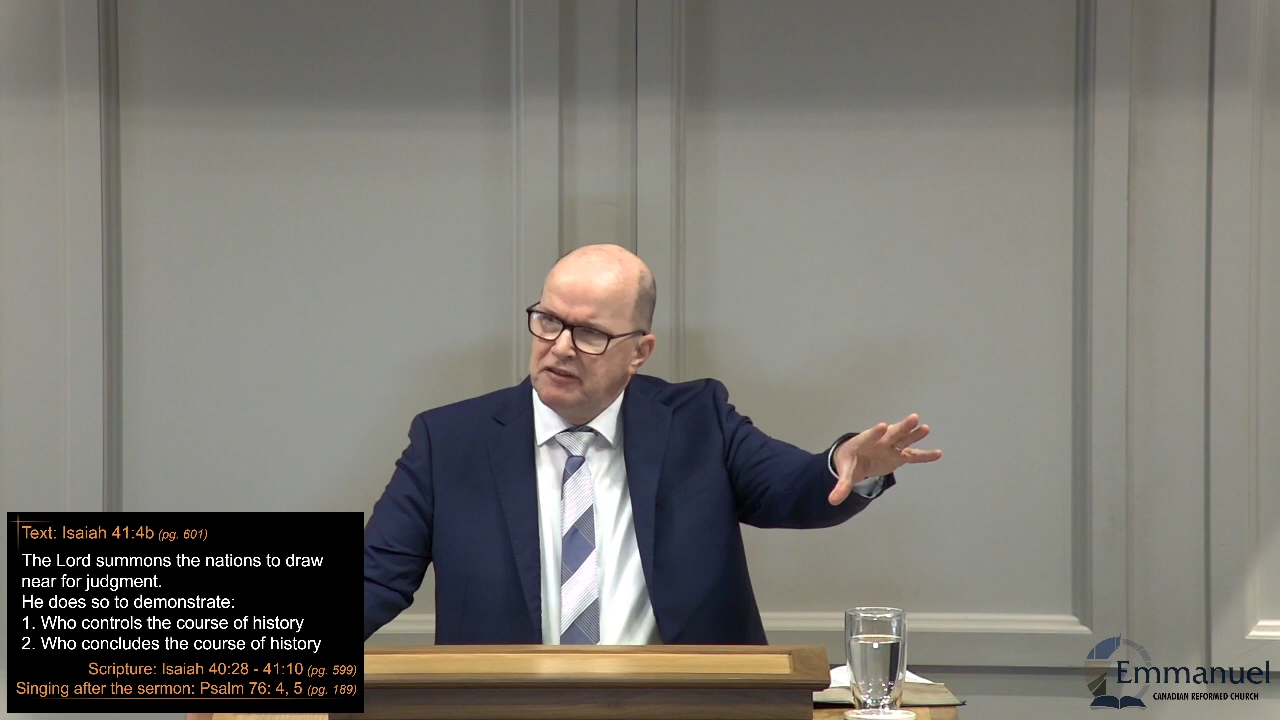 Text: Isaiah 41:4b (pg. 601)
The Lord summons the nations to draw
near for judgment.
He does so to demonstrate:
1. Who controls the course of history
2. Who concludes the course of history
Scripture: Isaiah 40:28 - 41:10 (pg. 599)
Singing after the sermon: Psalm 76: 4, 5 (pg. 189)
Emmanuel
CANADIAN REFORMED CHURCH